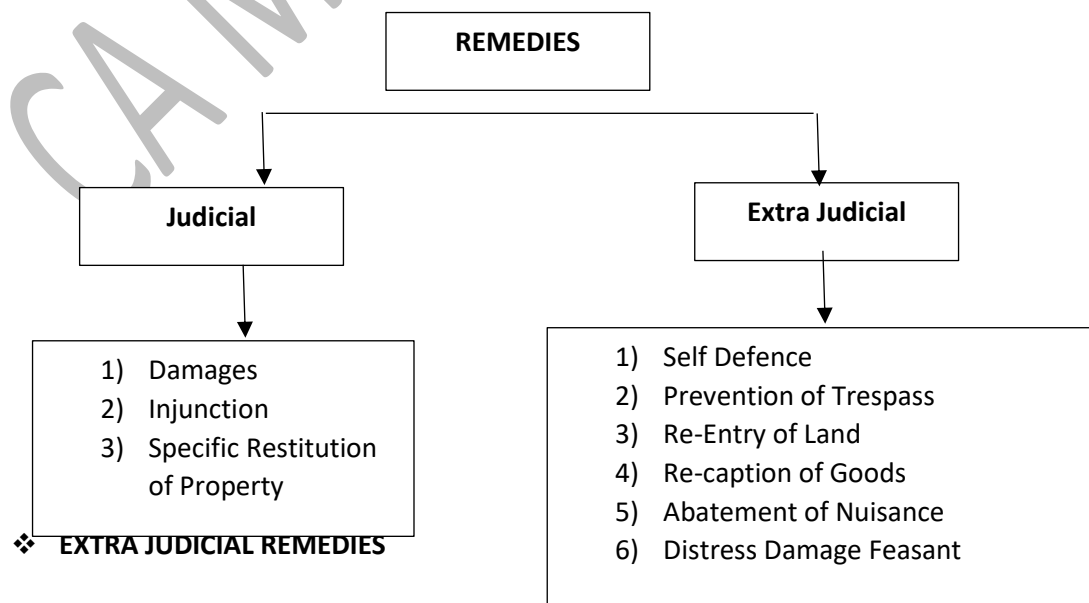 CA M
REMEDIES
Judicial
Extra Judicial
1) Damages
2) Injunction
3) Specific Restitution
of Property
1) Self Defence
2) Prevention of Trespass
3) Re-Entry of Land
4) Re-caption of Goods
5) Abatement of Nuisance
6) Distress Damage Feasant
❖ EXTRA JUDICIAL REMEDIES